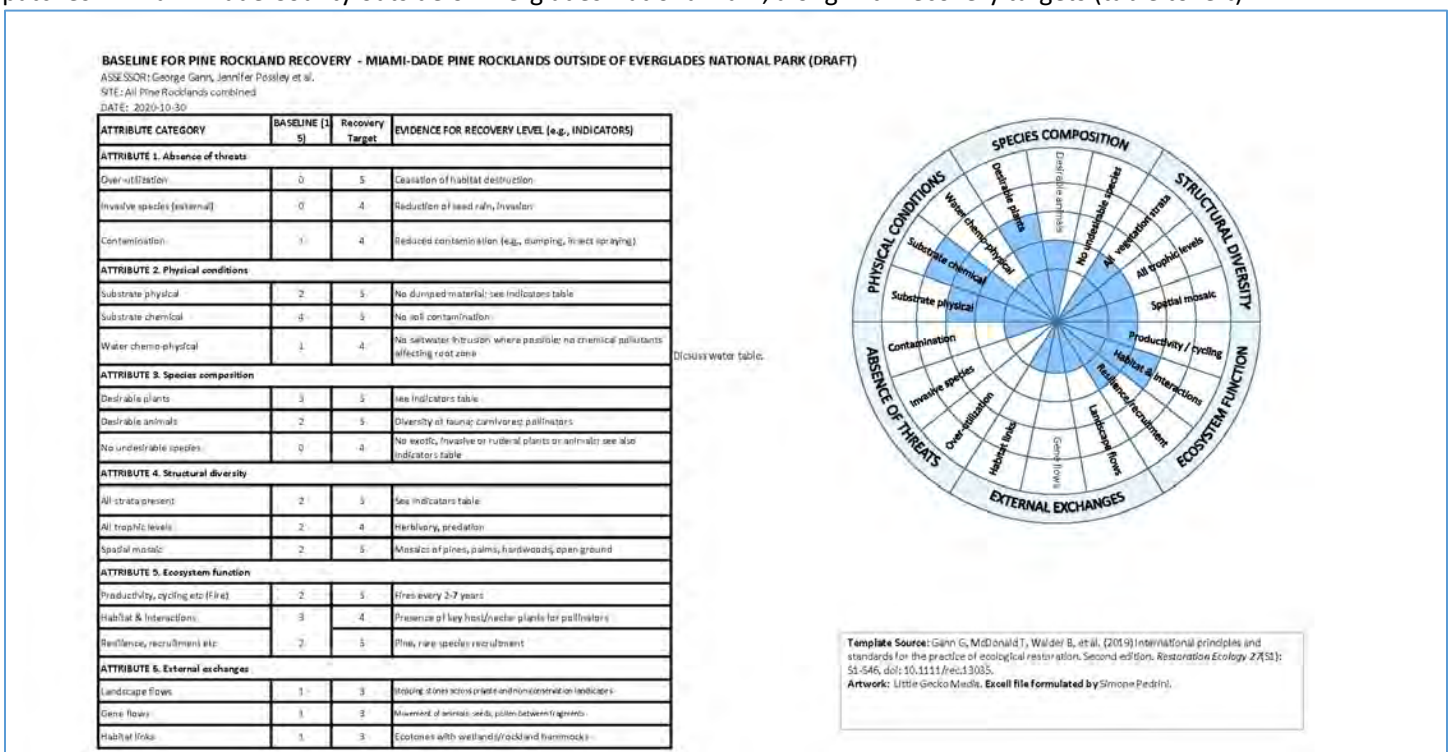 BASELINE FOR PINE ROCKLAND RECOVERY - MIAMI-DADE PINE ROCKLANDS OUTSIDE OF EVERGLADES NATIONAL PARK (DRAFT)
ASSESSOR: George Gann, Jennifer Possley et al.
SITE: All Pine Rocklands combined
DATE: 2020-10-30
ATTRIBUTE CATEGORY BASELINE (1 5) Recovery Target EVIDENCE FOR RECOVERY LEVEL (e.g., INDICATORS)
ATTRIBUTE 1. Absence of threats
Over-utilization 0 5 Cessation of habitat destruction
Invasive species (external) 0 4 Reduction of seed rain, invasion
Contamination 1 4 Reduced contamination (e.g., dumping, insect spraying)
ATTRIBUTE 2. Physical conditions
Substrate physical 2 5 No dumped material; see indicators table
Substrate chemical 4 5 No soil contamination
Water chemo-physical 1 4 No saltwater intrusion where possible; no chemical pollutants
affecting root zone
Dicsuss water table.
ATTRIBUTE 3. Species composition
Desirable plants 3 5 see indicators table
Desirable animals 2 5 Diversity of fauna; carnivores; pollinators
No undesirable species 0 4 No exotic, invasive or ruderal plants or animals; see also
indicators table
ATTRIBUTE 4. Structural diversity
All strata present 2 5 See indicators table
All trophic levels 2 4 Herbivory, predation
Spatial mosaic 2 5 Mosaics of pines, palms, hardwoods, open ground
ATTRIBUTE 5. Ecosystem function
Productivity, cycling etc (Fire) 2 5 Fires every 2-7 years
Habitat & interactions 3 4 Presence of key host/nectar plants for pollinators
Resilience, recruitment etc 2 5 Pine, rare species recruitment
ATTRIBUTE 6. External exchanges
Landscape flows 1 3 Stepping stones across private and non-conservation landscapes
Gene flows 1 3 Movement of animals, seeds, pollen between fragments
Habitat links 1 3 Ecotones with wetlands/rockland hammocks
SPECIES COMPOSITION
STRUCTURAL DIVERSITY
ECOSYSTEM FUNCTION
EXTERNAL EXCHANGES
ABSENCE OF THREATS
PHYSICAL CONDITIONS
Desirable plants
Desirable animals
No undesirable species
All vegetation strata
All trophic levels
Spatial mosaic
Productivity / cycling
Habitat & interactions
Resilience/recruitment
Landscape flows
Gene flows
Habitat links
Over-utilization
Invasive species
Contamination
Substrate physical
Substrate chemical
Water chemo-physical
Template Source: Gann G, McDonald T, Walder B, et al. (2019) International principles and
standards for the practice of ecological restoration. Second edition. Restoration Ecology 27(S1):
S1-S46, doi: 10.1111/rec.13035.
Artwork: Little Gecko Media. Excell file formulated by Simone Pedrini.